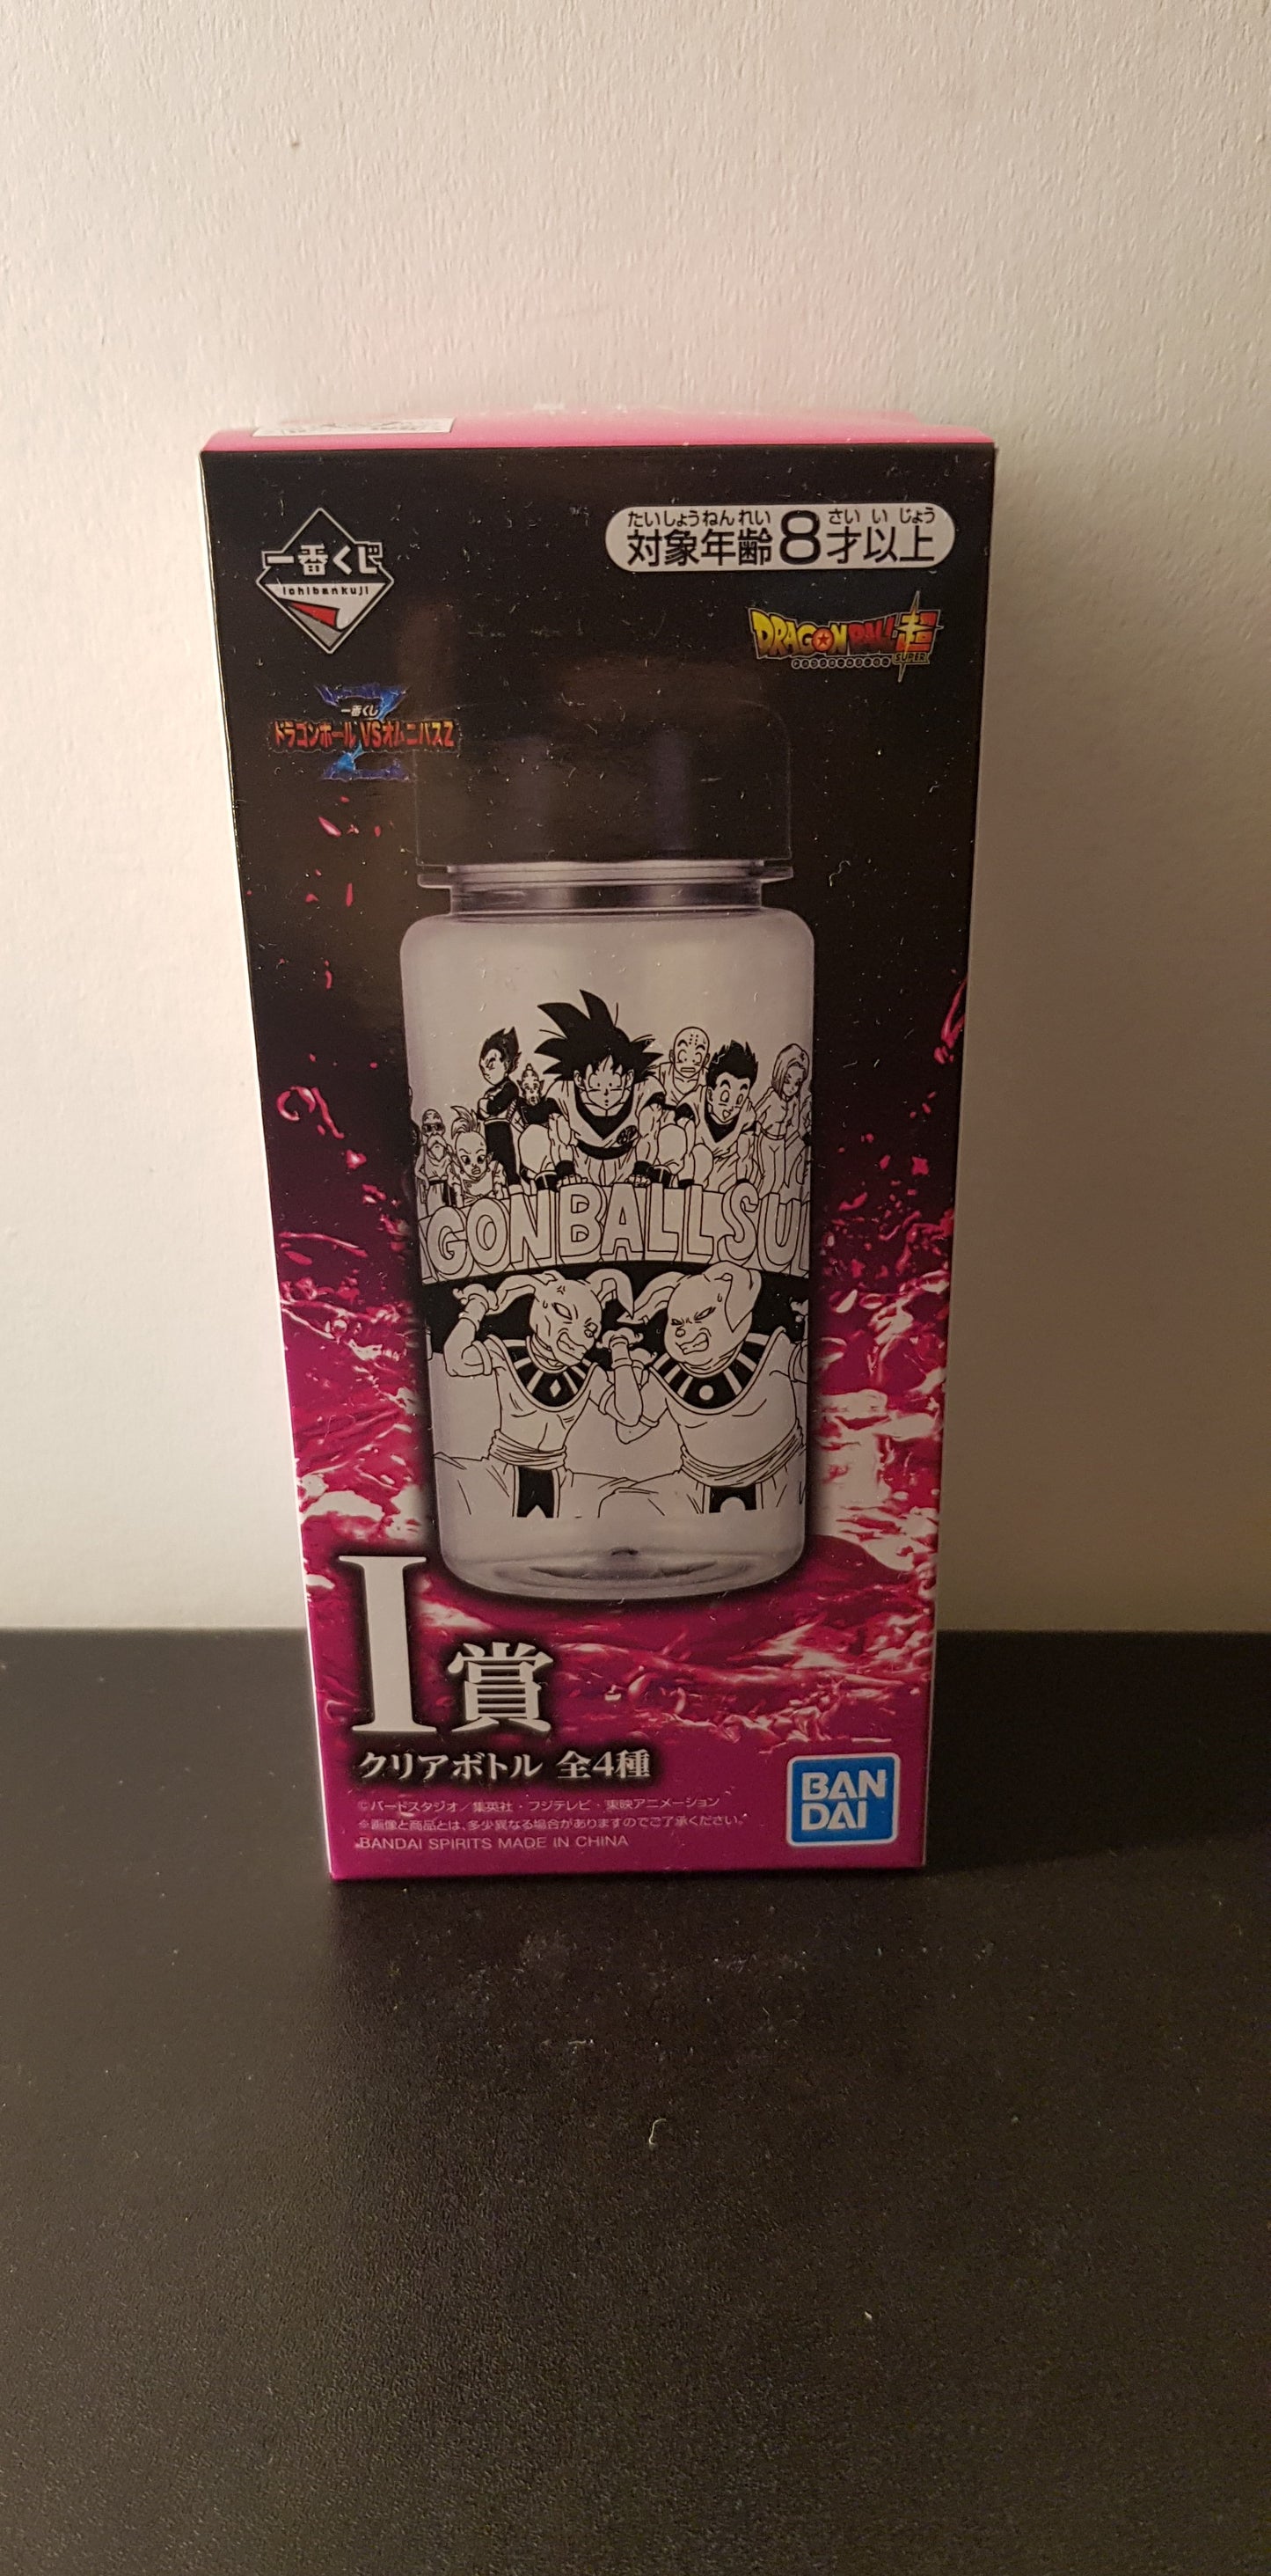 一番くじ
ichibankuji
たいしょうねんれい さい い じょう
対象年齢8才以上
DRAGON BALL 超
SUPER
一番くじ
ドラゴンボール VSオムニバスZ
GON BALL SU
I賞
クリアボトル 全4種
©バードスタジオ／集英社・フジテレビ・東映アニメーション
※画像と商品とは、多少異なる場合がありますのでご了承ください。
BANDAI SPIRITS MADE IN CHINA
BAN
DAI